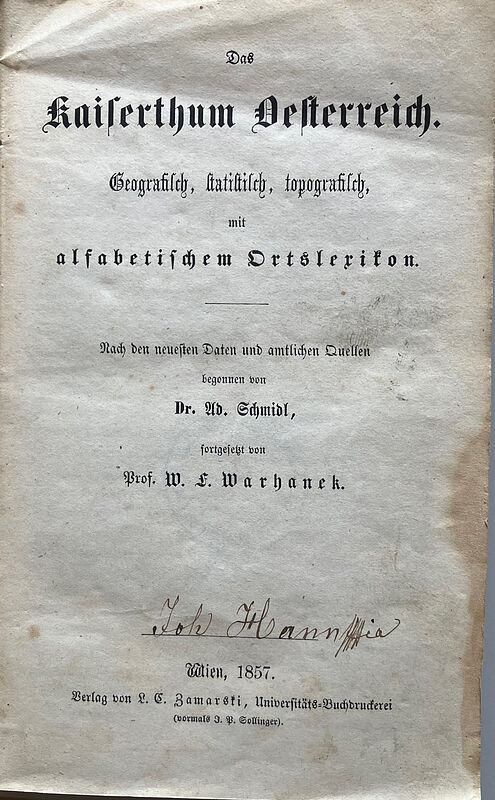 Das
Kaiſerthum Oeſterreich.
Geografiſch, ſtatiſtiſch, topografiſch,
mit
alfabetiſchem Ortslexikon.
Nach den neueſten Daten und amtlichen Quellen
begonnen von
Dr. Ad. Schmidl,
fortgeſetzt von
Prof. W. F. Warhanek.
Joh Hann
Wien, 1857.
Verlag von L. C. Zamarski, Univerſitäts-Buchdruckerei
(vormals J. P. Sollinger).